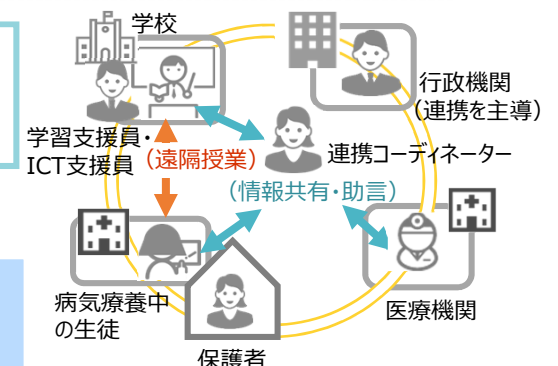 学校
行政機関
（連携を主導）
学習支援員・
ICT支援員
（遠隔授業）
連携コーディネーター
（情報共有・助言）
病気療養中
の生徒
医療機関
保護者